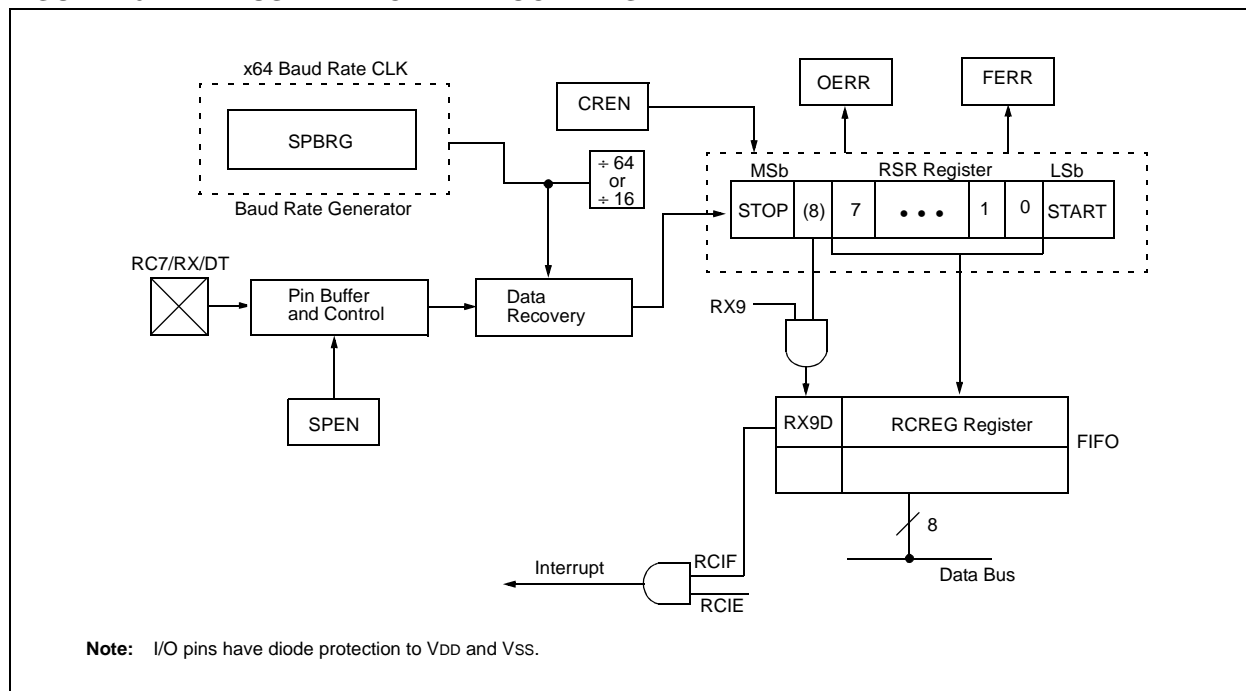 x64 Baud Rate CLK
SPBRG
Baud Rate Generator
CREN
OERR
FERR
÷ 64
or
÷ 16
MSb
RSR Register
LSb
STOP
(8)
7
• • •
1
0
START
RC7/RX/DT
Pin Buffer
and Control
Data
Recovery
RX9
SPEN
RX9D
RCREG Register
FIFO
8
Data Bus
Interrupt
RCIF
RCIE
Note: I/O pins have diode protection to VDD and VSS.